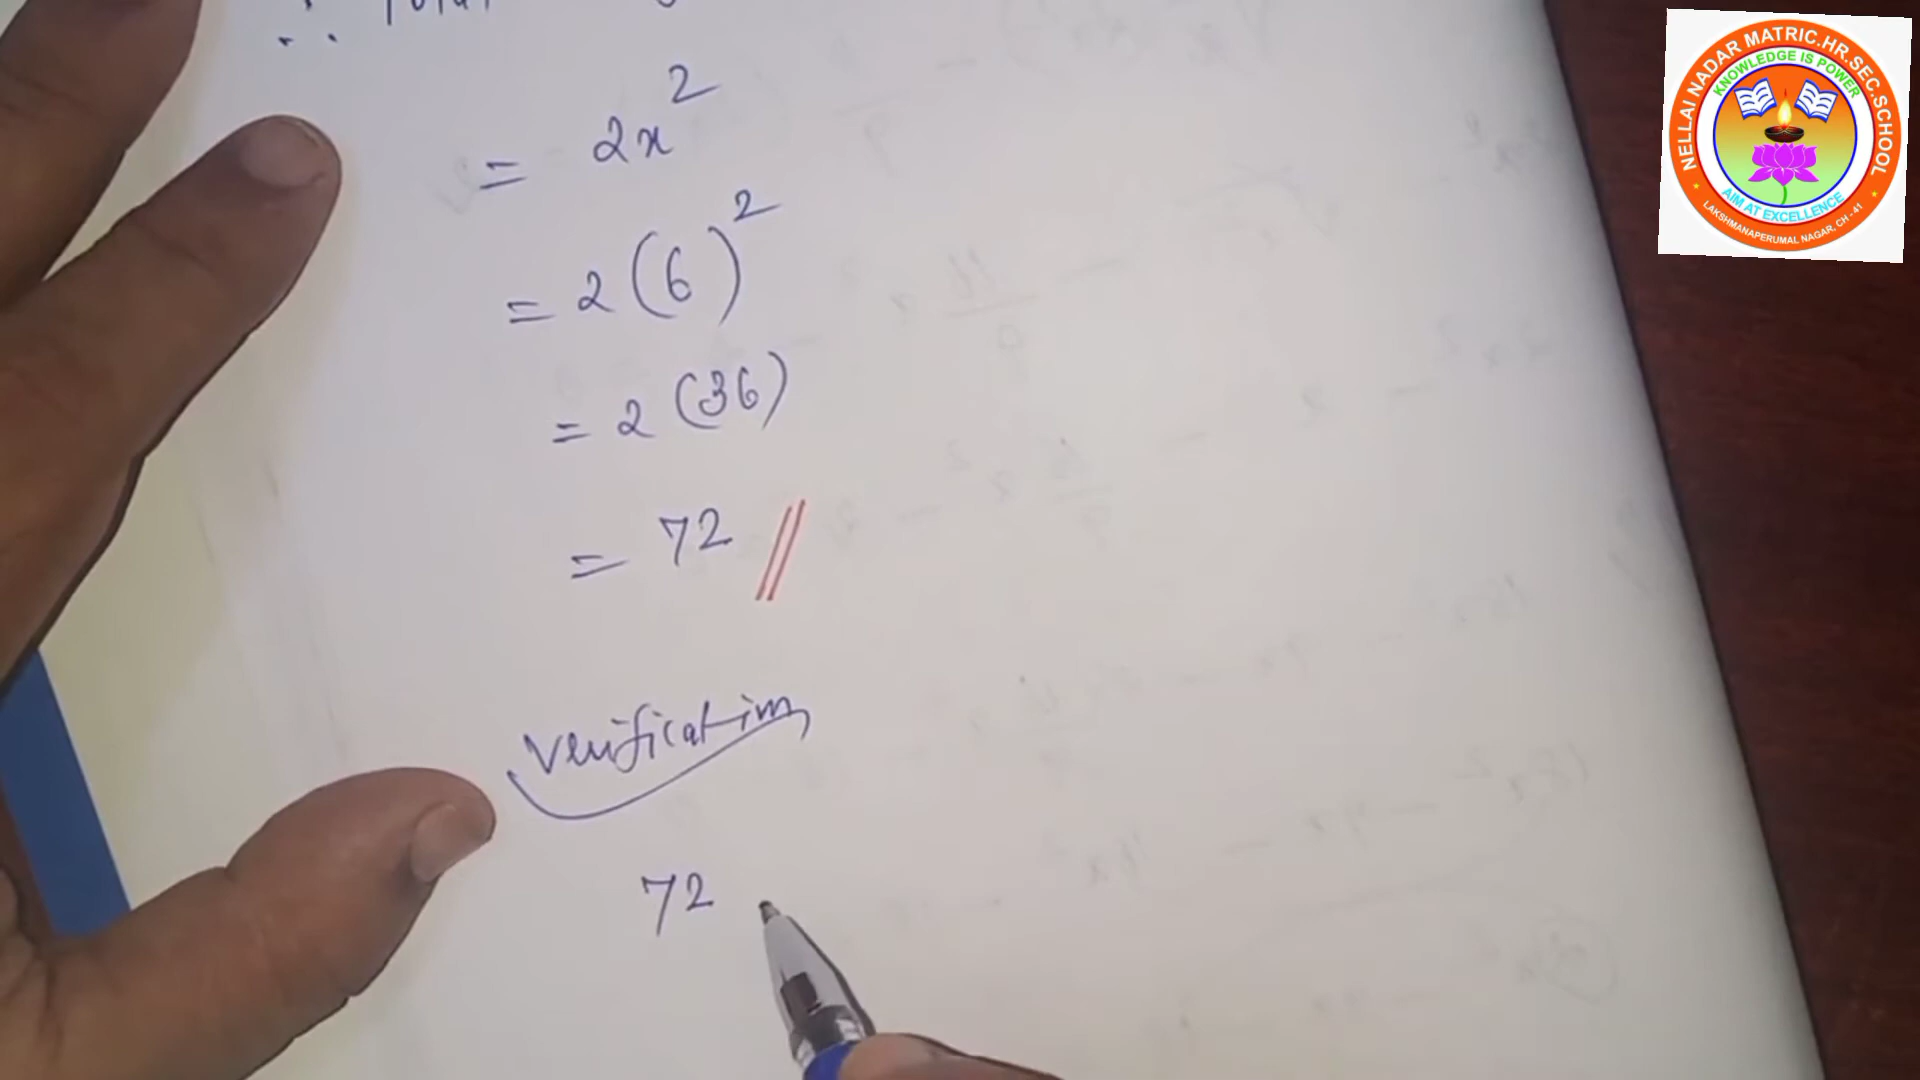 ∴ Total
= 2x²
= 2(6)²
= 2(36)
= 72 //
Verification
72
NELLAI NADAR MATRIC.HR.SEC.SCHOOL
KNOWLEDGE IS POWER
AIM AT EXCELLENCE
LAKSHMANAPERUMAL NAGAR, CH - 41